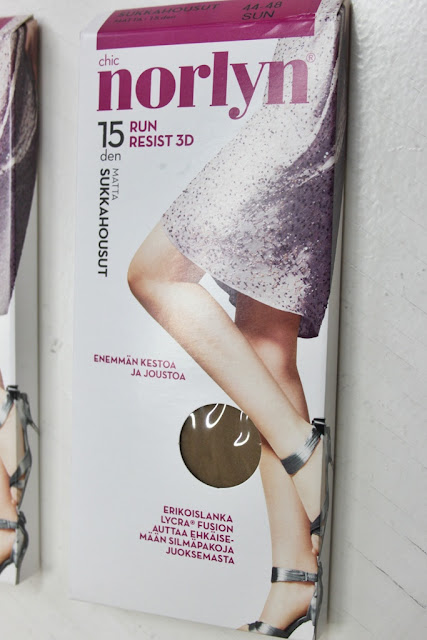 SUKKAHOUSUT
44-48
SUN
chic
norlyn®
15
den
RUN
RESIST 3D
MATTA
SUKKAHOUSUT
ENEMMÄN KESTOA
JA JOUSTOA
ERIKOISLANKA
LYCRA® FUSION
AUTTAA EHKÄISE-
MÄÄN SILMÄPAKOJA
JUOKSEMASTA